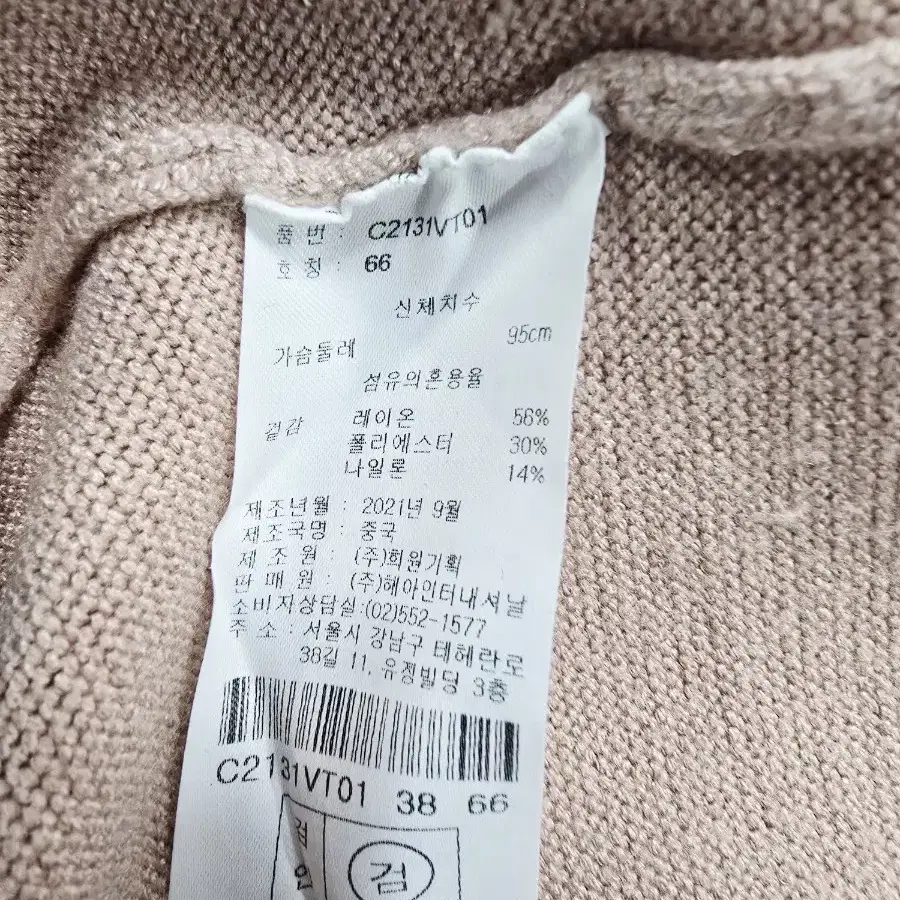 품 번 : C2131VT01
호 칭 : 66
신체치수
가슴둘레 95cm
섬유의혼용율
겉감 레이온 56%
폴리에스터 30%
나일론 14%
제조년월 : 2021년 9월
제조국명 : 중국
제 조 원 : (주)희원기획
판 매 원 : (주)해아인터내셔날
소비자상담실:(02)552-1577
주 소 : 서울시 강남구 테헤란로
38길 11, 유정빌딩 3층
C2131VT01 38 66
검 검
인